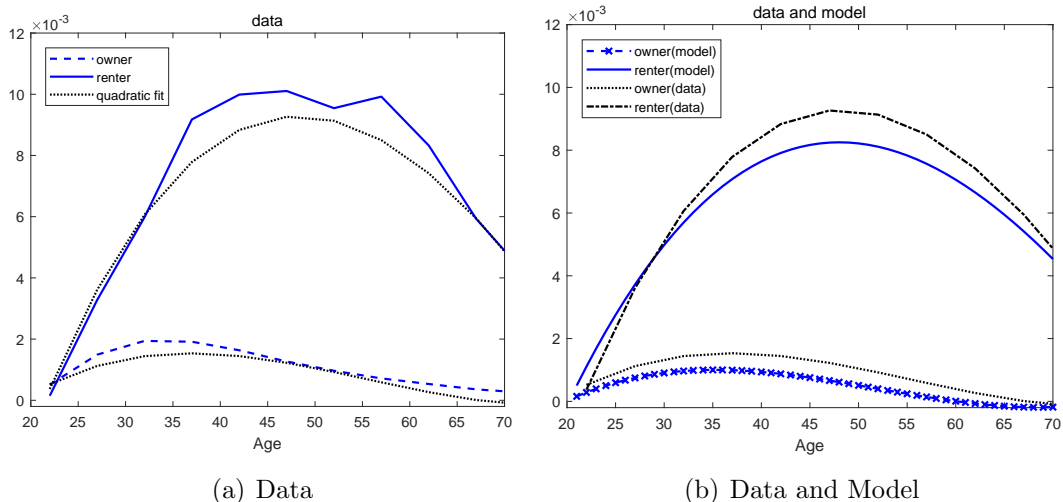 data
×10⁻³
12
10
8
6
4
2
0
owner
renter
quadratic fit
20 25 30 35 40 45 50 55 60 65 70
Age
(a) Data
data and model
×10⁻³
12
10
8
6
4
2
0
owner(model)
renter(model)
owner(data)
renter(data)
20 25 30 35 40 45 50 55 60 65 70
Age
(b) Data and Model